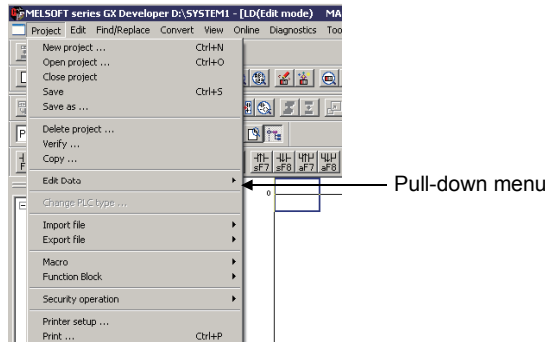 MELSOFT series GX Developer D:\SYSTEM1 - [LD(Edit mode) MA
Project Edit Find/Replace Convert View Online Diagnostics Too
New project ... Ctrl+N
Open project ... Ctrl+O
Close project
Save Ctrl+S
Save as ...
Delete project ...
Verify ...
Copy ...
sF7 sF8 aF7 aF8
Edit Data
Pull-down menu
0
Change PLC type ...
Import file
Export file
Macro
Function Block
Security operation
Printer setup ...
Print ... Ctrl+P